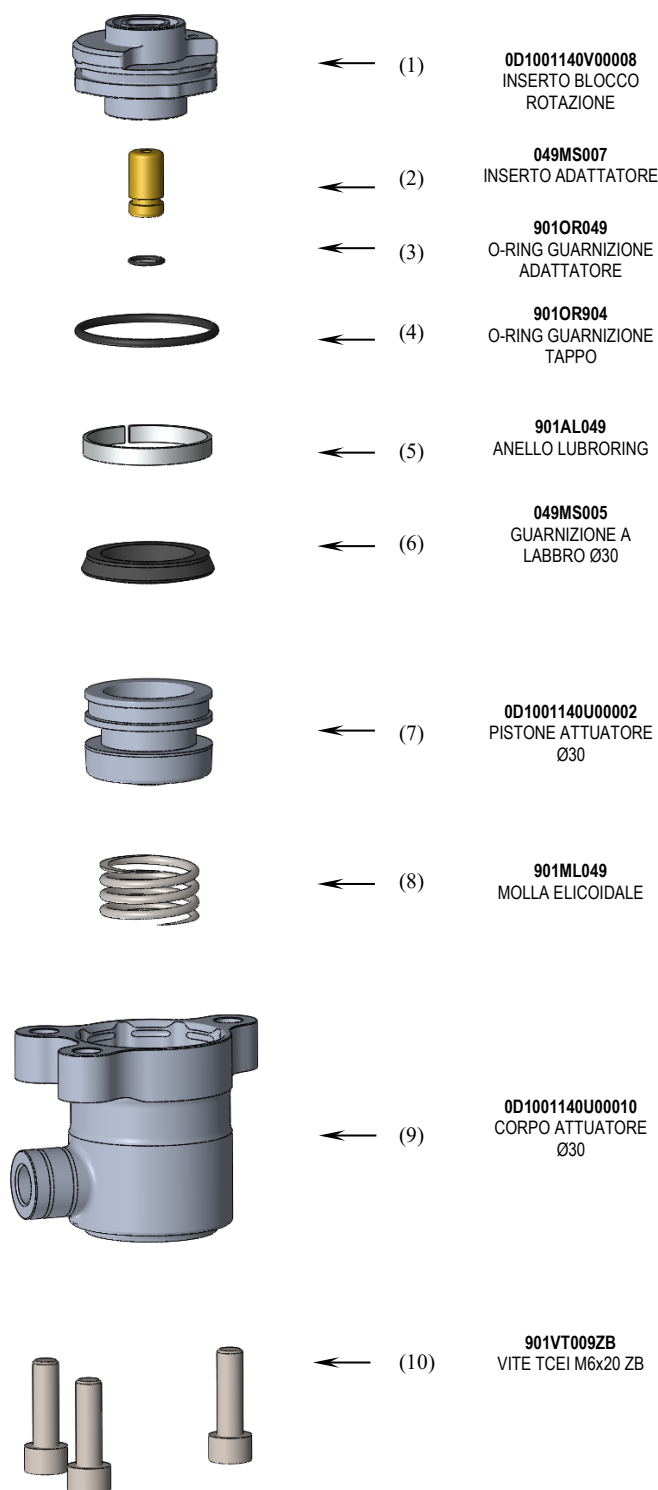 (1)
0D1001140V00008
INSERTO BLOCCO
ROTAZIONE
(2)
049MS007
INSERTO ADATTATORE
(3)
901OR049
O-RING GUARNIZIONE
ADATTATORE
(4)
901OR904
O-RING GUARNIZIONE
TAPPO
(5)
901AL049
ANELLO LUBRORING
(6)
049MS005
GUARNIZIONE A
LABBRO Ø30
(7)
0D1001140U00002
PISTONE ATTUATORE
Ø30
(8)
901ML049
MOLLA ELICOIDALE
(9)
0D1001140U00010
CORPO ATTUATORE
Ø30
(10)
901VT009ZB
VITE TCEI M6x20 ZB